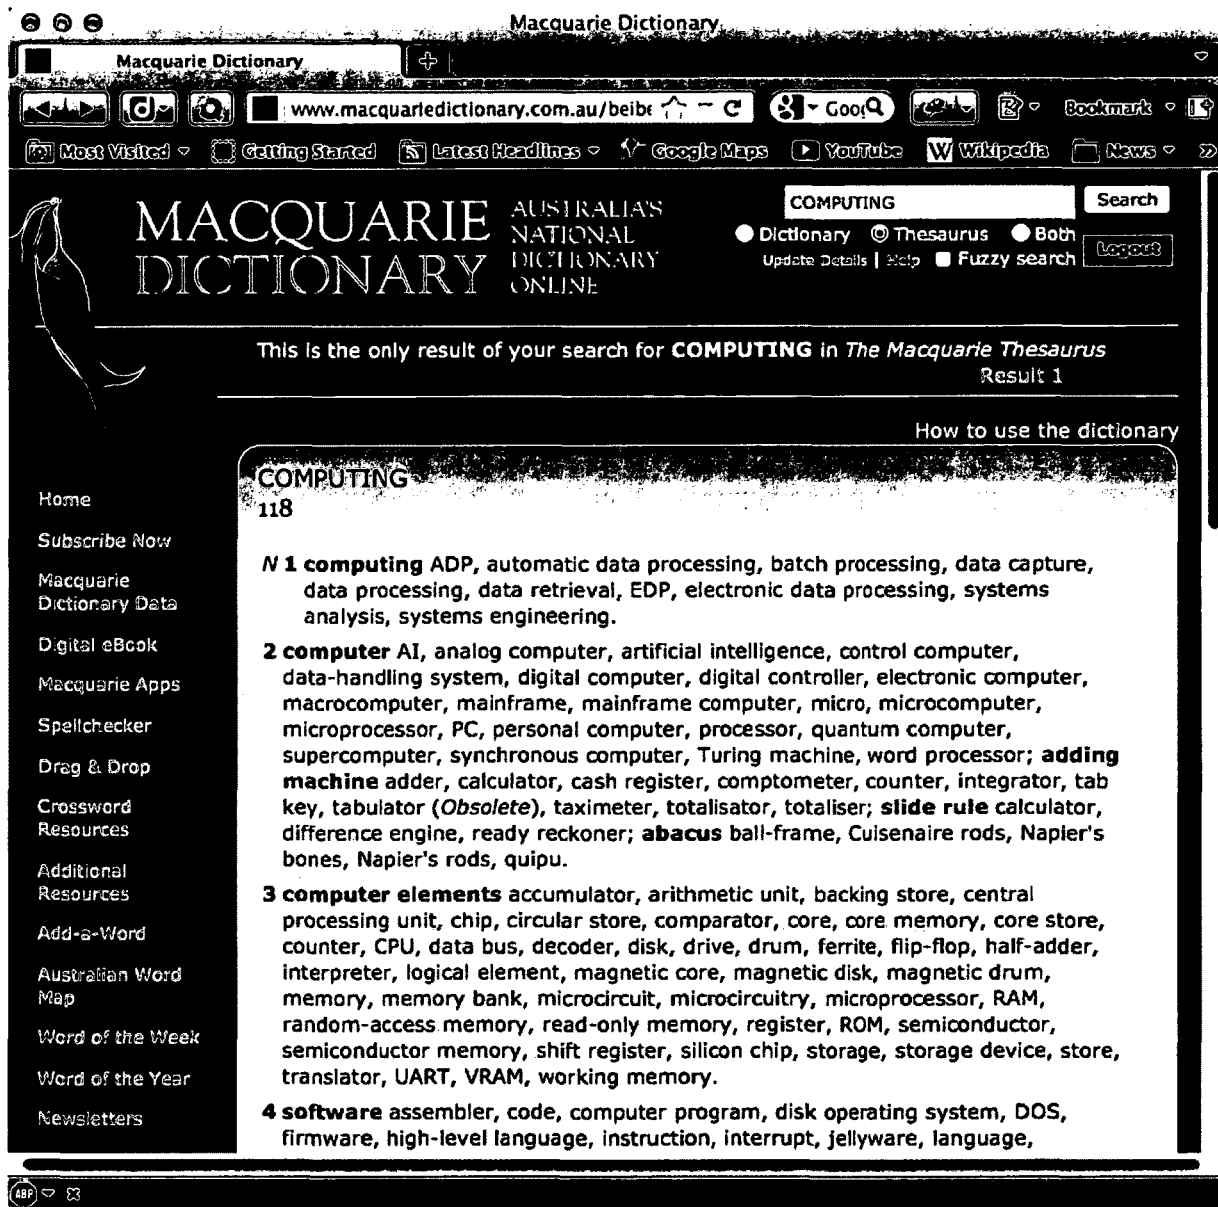 Macquarie Dictionary
Macquarie Dictionary
www.macquariedictionary.com.au/beibe
Goo
Bookmark
Most Visited
Getting Started
Latest Headlines
Google Maps
YouTube
W Wikipedia
News
MACQUARIE
DICTIONARY
AUSTRALIA'S
NATIONAL
DICTIONARY
ONLINE
COMPUTING
Search
Dictionary Thesaurus Both
Update Details | Help Fuzzy search
Logout
This is the only result of your search for COMPUTING in The Macquarie Thesaurus
Result 1
How to use the dictionary
Home
Subscribe Now
Macquarie
Dictionary Data
Digital eBook
Macquarie Apps
Spellchecker
Drag & Drop
Crossword
Resources
Additional
Resources
Add-a-Word
Australian Word
Map
Word of the Week
Word of the Year
Newsletters
COMPUTING
118
N 1 computing ADP, automatic data processing, batch processing, data capture,
data processing, data retrieval, EDP, electronic data processing, systems
analysis, systems engineering.
2 computer AI, analog computer, artificial intelligence, control computer,
data-handling system, digital computer, digital controller, electronic computer,
macrocomputer, mainframe, mainframe computer, micro, microcomputer,
microprocessor, PC, personal computer, processor, quantum computer,
supercomputer, synchronous computer, Turing machine, word processor; adding
machine adder, calculator, cash register, comptometer, counter, integrator, tab
key, tabulator (Obsolete), taximeter, totalisator, totaliser; slide rule calculator,
difference engine, ready reckoner; abacus ball-frame, Cuisenaire rods, Napier's
bones, Napier's rods, quipu.
3 computer elements accumulator, arithmetic unit, backing store, central
processing unit, chip, circular store, comparator, core, core memory, core store,
counter, CPU, data bus, decoder, disk, drive, drum, ferrite, flip-flop, half-adder,
interpreter, logical element, magnetic core, magnetic disk, magnetic drum,
memory, memory bank, microcircuit, microcircuitry, microprocessor, RAM,
random-access memory, read-only memory, register, ROM, semiconductor,
semiconductor memory, shift register, silicon chip, storage, storage device, store,
translator, UART, VRAM, working memory.
4 software assembler, code, computer program, disk operating system, DOS,
firmware, high-level language, instruction, interrupt, jellyware, language,
ABP